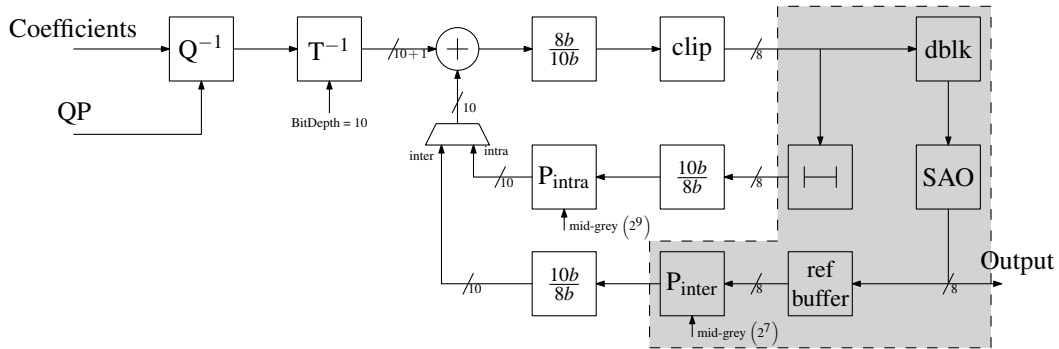 Coefficients
Q⁻¹
T⁻¹
10+1
+
8b
10b
clip
8
dblk
QP
BitDepth = 10
10
inter
intra
10
P_intra
10b
8b
8
SAO
mid-grey (2⁹)
10
10b
8b
P_inter
8
ref
buffer
8
Output
mid-grey (2⁷)